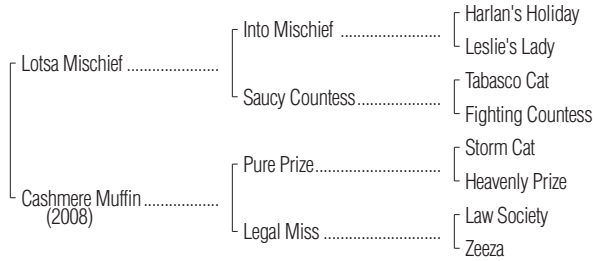 Harlan's Holiday
Into Mischief ....................
Leslie's Lady
Lotsa Mischief ..................
Tabasco Cat
Saucy Countess.................
Fighting Countess
Storm Cat
Pure Prize.........................
Heavenly Prize
Cashmere Muffin ...............
(2008)
Law Society
Legal Miss ........................
Zeeza